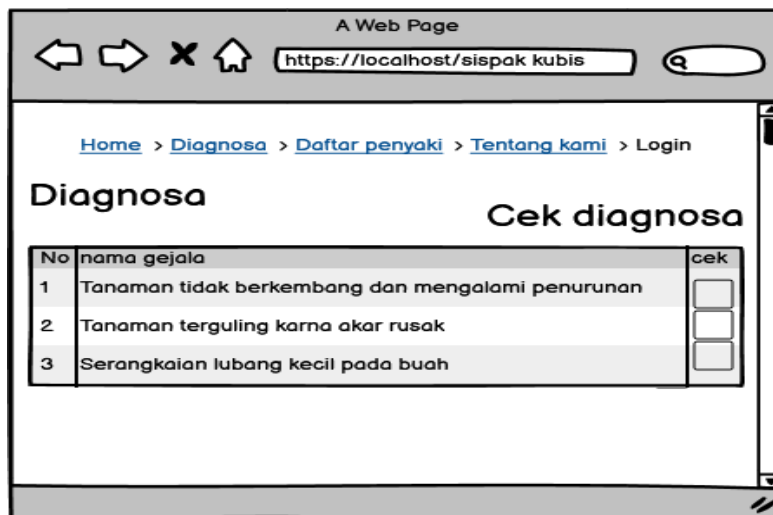 A Web Page
https://localhost/sispak kubis
Home > Diagnosa > Daftar penyaki > Tentang kami > Login
Diagnosa
Cek diagnosa
No nama gejala cek
1 Tanaman tidak berkembang dan mengalami penurunan
2 Tanaman terguling karna akar rusak
3 Serangkaian lubang kecil pada buah